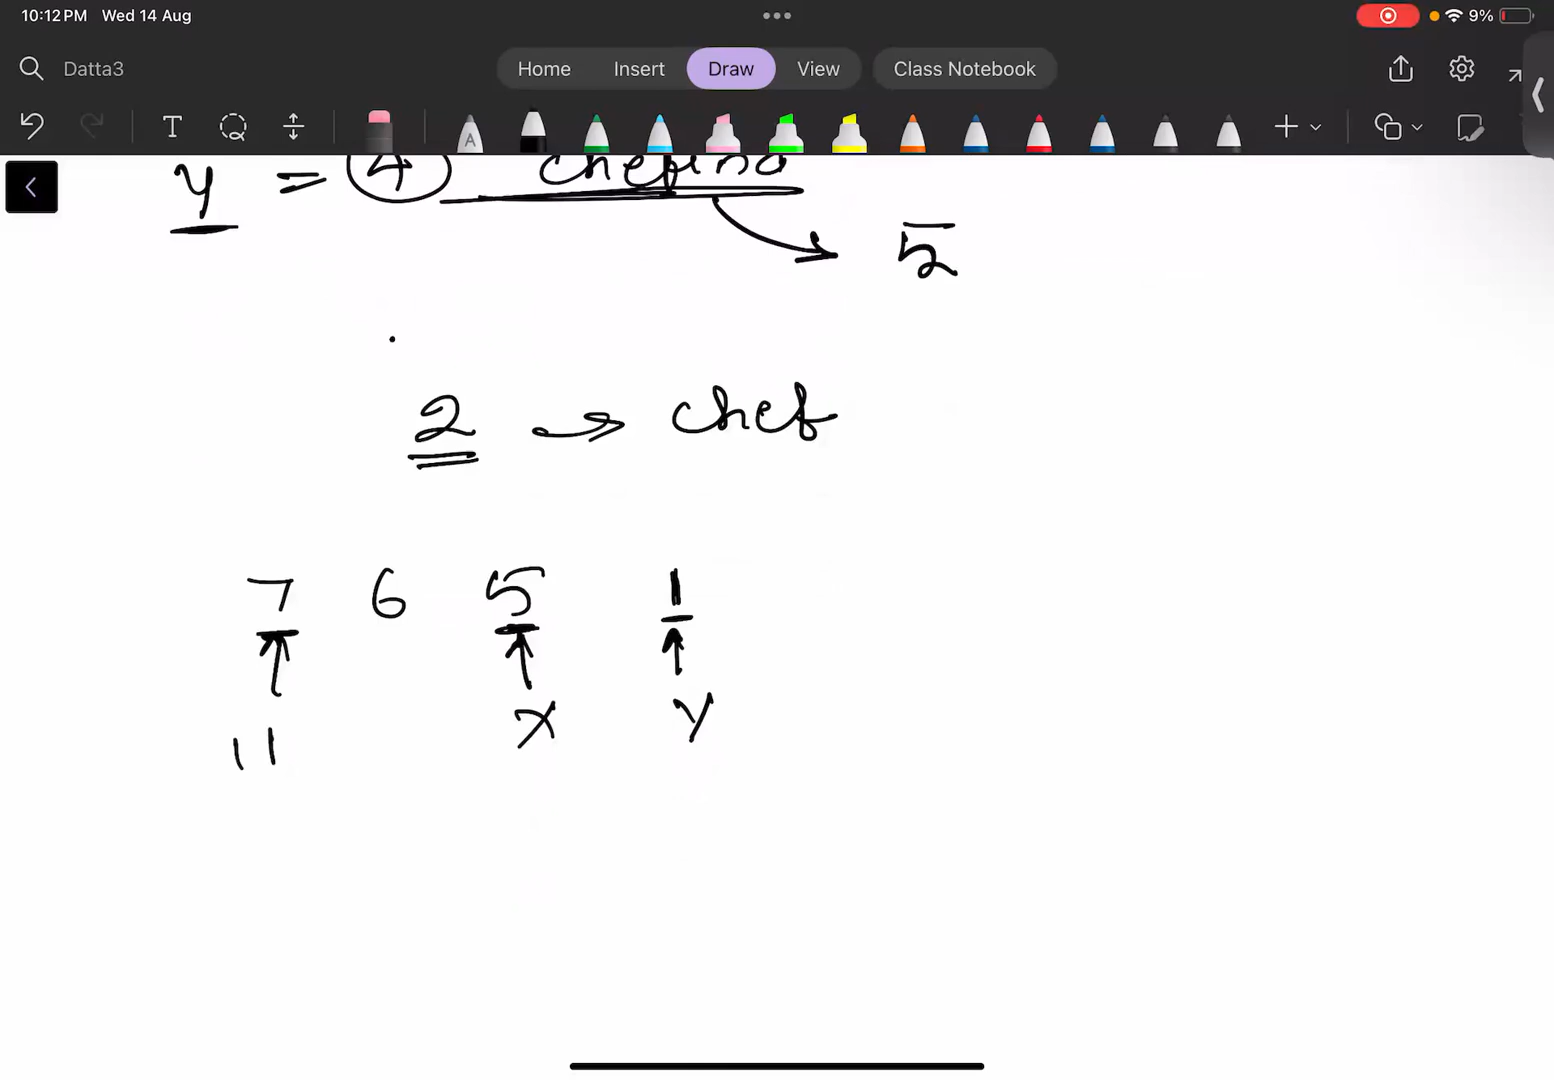 10:12 PM Wed 14 Aug 9%
Datta3 Home Insert Draw View Class Notebook
T A
y = 4 chefina
5
2 → chef
7 6 5 1
11 x y